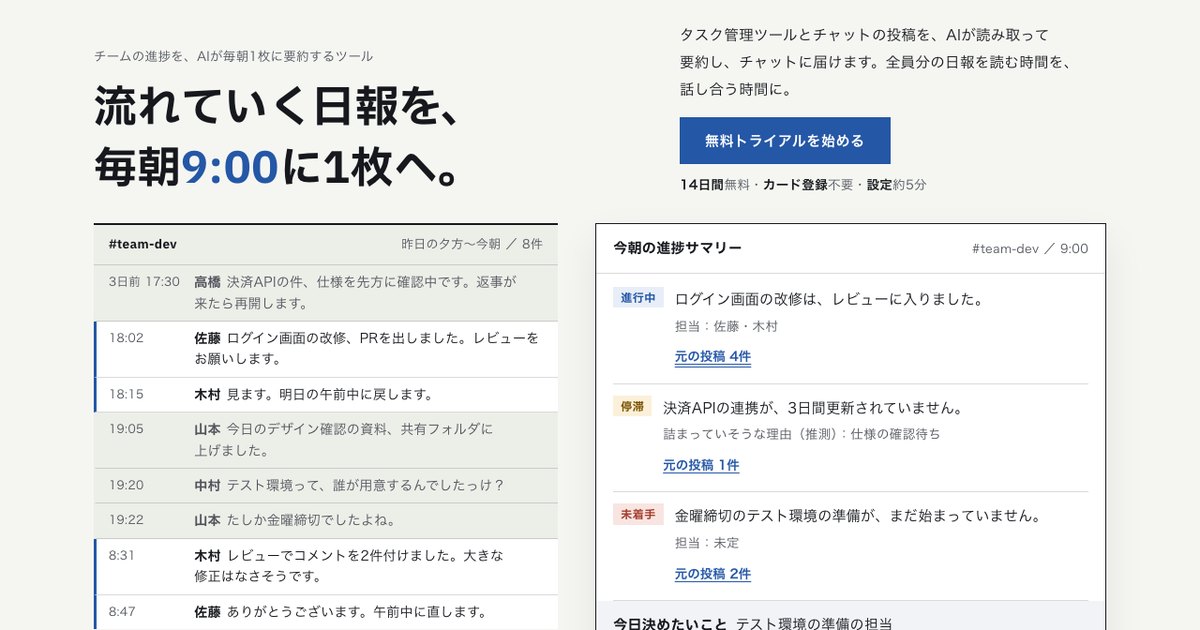 チームの進捗を、AIが毎朝1枚に要約するツール
流れていく日報を、
毎朝9:00に1枚へ。
タスク管理ツールとチャットの投稿を、AIが読み取って
要約し、チャットに届けます。全員分の日報を読む時間を、
話し合う時間に。
無料トライアルを始める
14日間無料・カード登録不要・設定約5分
#team-dev 昨日の夕方〜今朝 ／ 8件
3日前 17:30 高橋 決済APIの件、仕様を先方に確認中です。返事が
来たら再開します。
18:02 佐藤 ログイン画面の改修、PRを出しました。レビューを
お願いします。
18:15 木村 見ます。明日の午前中に戻します。
19:05 山本 今日のデザイン確認の資料、共有フォルダに
上げました。
19:20 中村 テスト環境って、誰が用意するんでしたっけ？
19:22 山本 たしか金曜締切でしたよね。
8:31 木村 レビューでコメントを2件付けました。大きな
修正はなさそうです。
8:47 佐藤 ありがとうございます。午前中に直します。
今朝の進捗サマリー #team-dev ／ 9:00
進行中 ログイン画面の改修は、レビューに入りました。
担当：佐藤・木村
元の投稿 4件
停滞 決済APIの連携が、3日間更新されていません。
詰まっていそうな理由（推測）：仕様の確認待ち
元の投稿 1件
未着手 金曜締切のテスト環境の準備が、まだ始まっていません。
担当：未定
元の投稿 2件
今日決めたいこと テスト環境の準備の担当